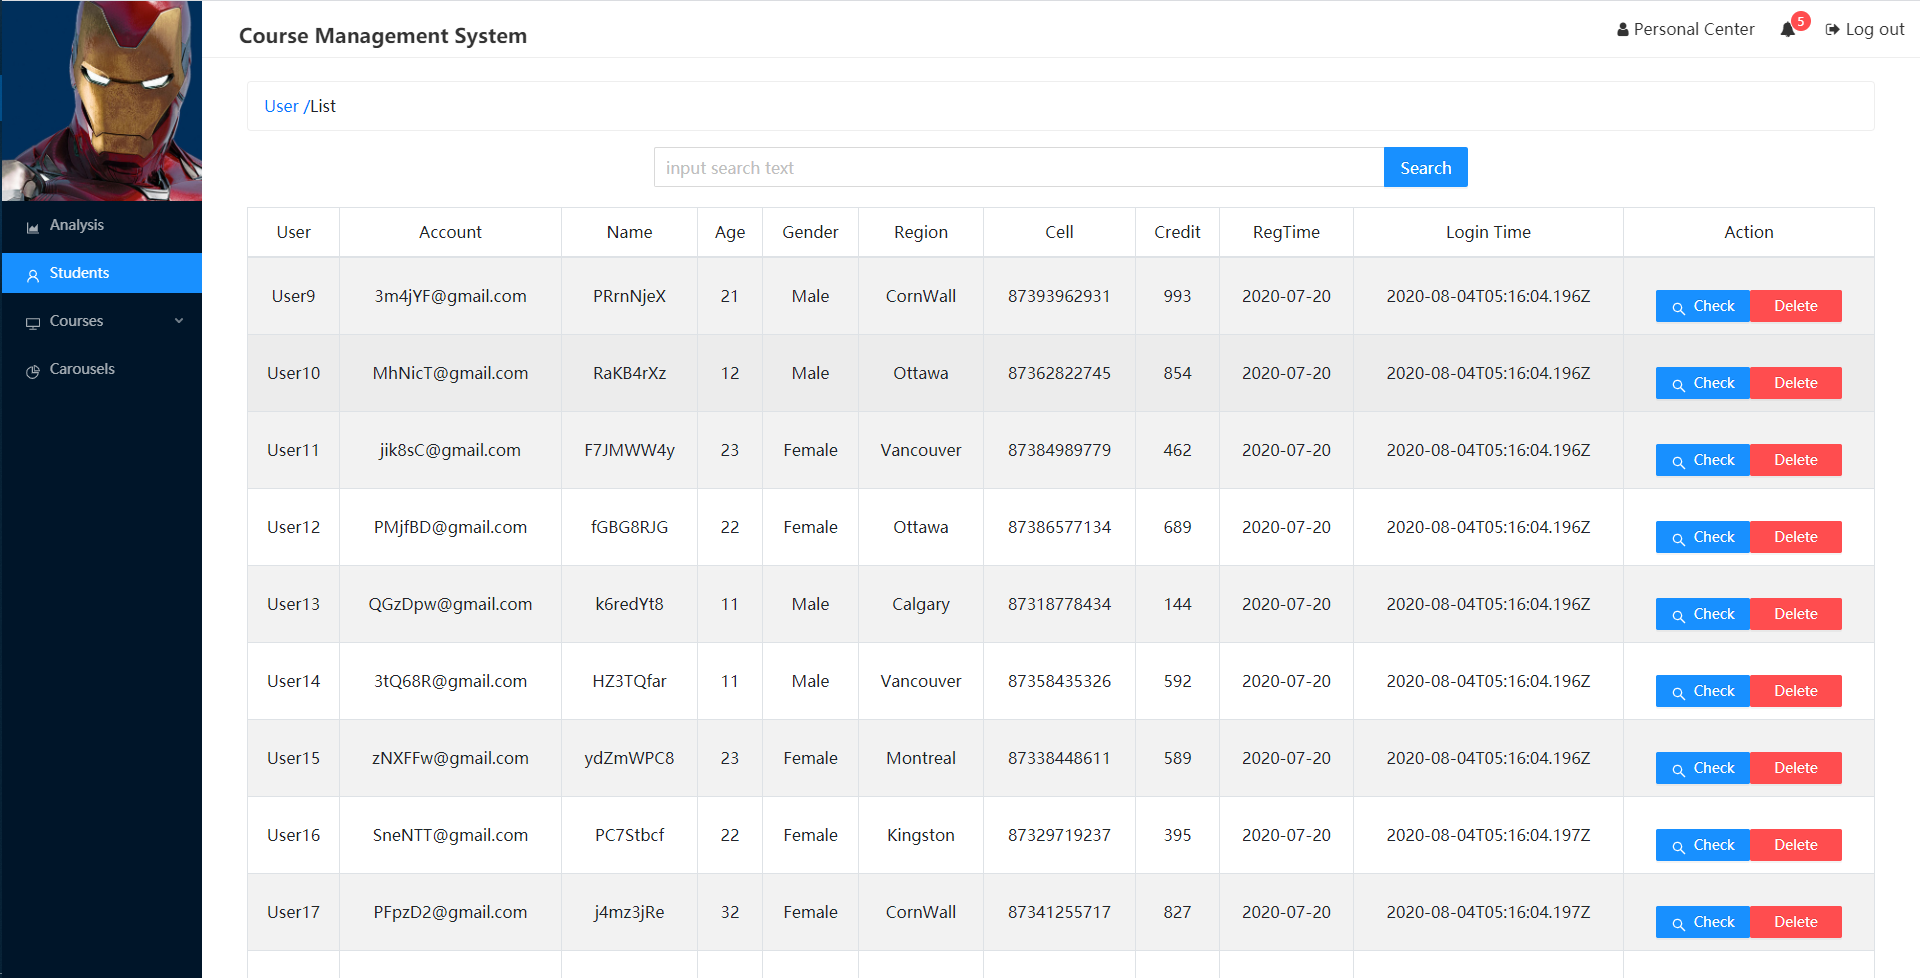 Course Management System
Personal Center 5 Log out
User /List
input search text Search
Analysis
Students
Courses
Carousels
User Account Name Age Gender Region Cell Credit RegTime Login Time Action
User9 3m4jYF@gmail.com PRrnNjeX 21 Male CornWall 87393962931 993 2020-07-20 2020-08-04T05:16:04.196Z Check Delete
User10 MhNicT@gmail.com RaKB4rXz 12 Male Ottawa 87362822745 854 2020-07-20 2020-08-04T05:16:04.196Z Check Delete
User11 jik8sC@gmail.com F7JMWW4y 23 Female Vancouver 87384989779 462 2020-07-20 2020-08-04T05:16:04.196Z Check Delete
User12 PMjfBD@gmail.com fGBG8RJG 22 Female Ottawa 87386577134 689 2020-07-20 2020-08-04T05:16:04.196Z Check Delete
User13 QGzDpw@gmail.com k6redYt8 11 Male Calgary 87318778434 144 2020-07-20 2020-08-04T05:16:04.196Z Check Delete
User14 3tQ68R@gmail.com HZ3TQfar 11 Male Vancouver 87358435326 592 2020-07-20 2020-08-04T05:16:04.196Z Check Delete
User15 zNXFFw@gmail.com ydZmWPC8 23 Female Montreal 87338448611 589 2020-07-20 2020-08-04T05:16:04.196Z Check Delete
User16 SneNTT@gmail.com PC7Stbcf 22 Female Kingston 87329719237 395 2020-07-20 2020-08-04T05:16:04.197Z Check Delete
User17 PFpzD2@gmail.com j4mz3jRe 32 Female CornWall 87341255717 827 2020-07-20 2020-08-04T05:16:04.197Z Check Delete